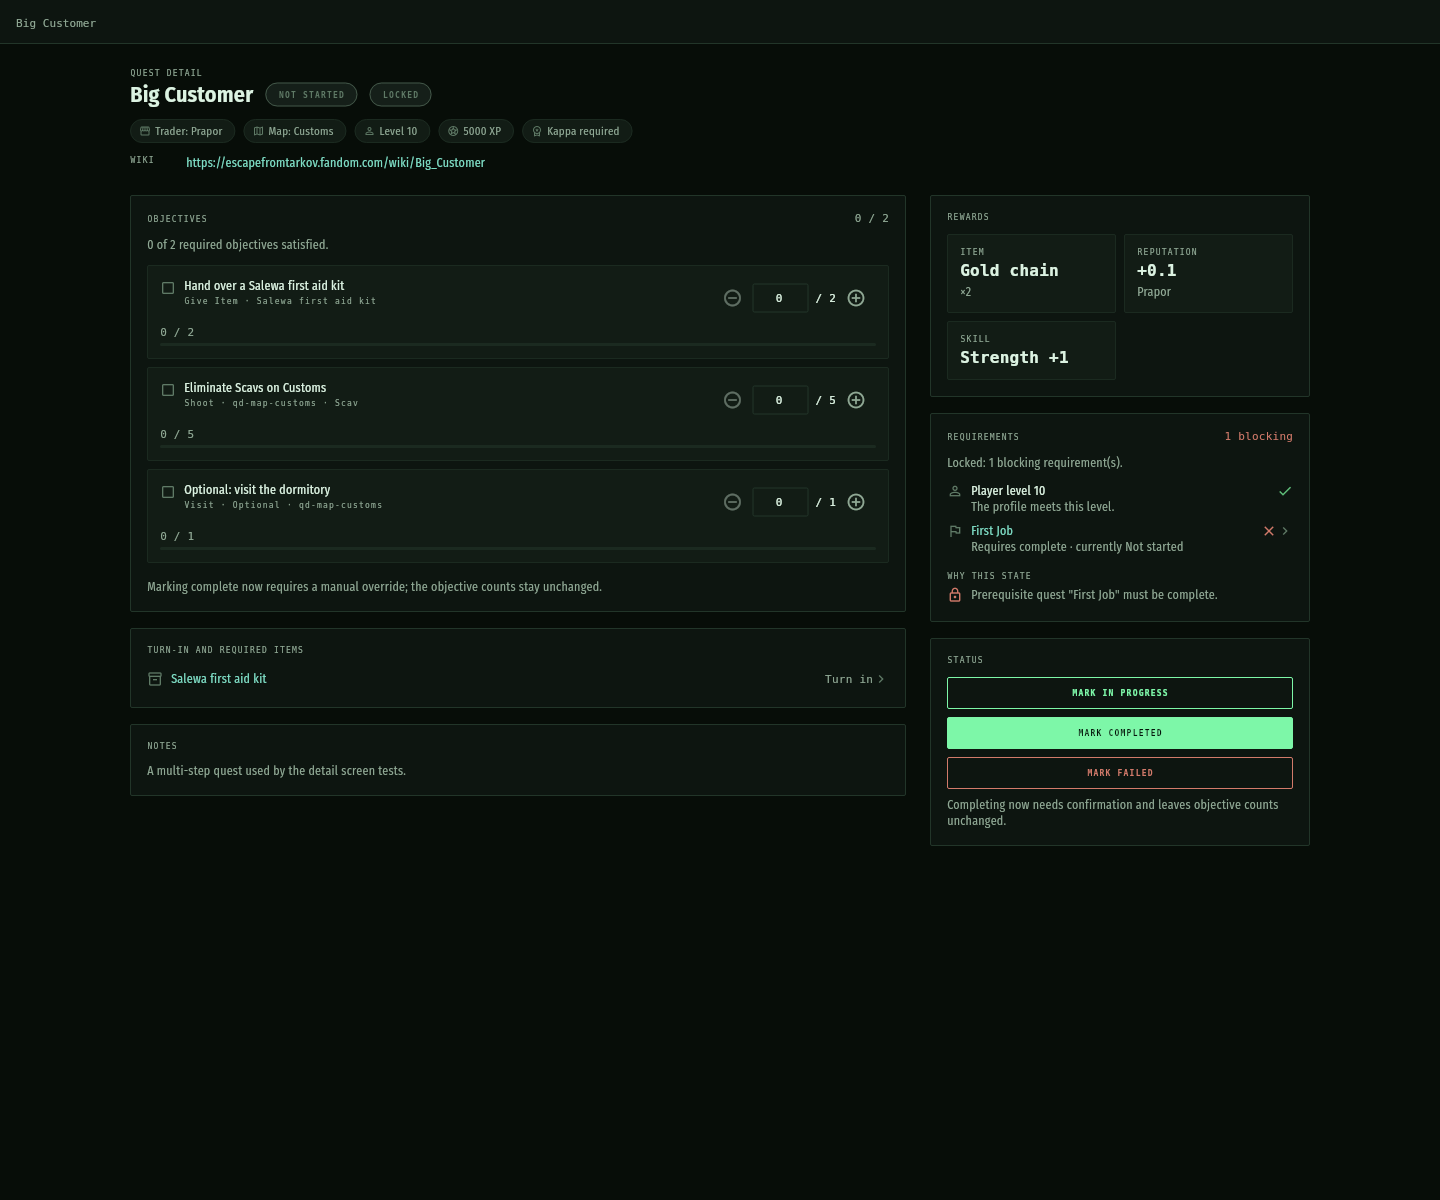 Big Customer
QUEST DETAIL
Big Customer NOT STARTED LOCKED
Trader: Prapor Map: Customs Level 10 5000 XP Kappa required
WIKI https://escapefromtarkov.fandom.com/wiki/Big_Customer
OBJECTIVES 0 / 2
0 of 2 required objectives satisfied.
Hand over a Salewa first aid kit
Give Item · Salewa first aid kit
0 / 2
0 / 2
Eliminate Scavs on Customs
Shoot · qd-map-customs · Scav
0 / 5
0 / 5
Optional: visit the dormitory
Visit · Optional · qd-map-customs
0 / 1
0 / 1
Marking complete now requires a manual override; the objective counts stay unchanged.
TURN-IN AND REQUIRED ITEMS
Salewa first aid kit Turn in
NOTES
A multi-step quest used by the detail screen tests.
REWARDS
ITEM
Gold chain
×2
REPUTATION
+0.1
Prapor
SKILL
Strength +1
REQUIREMENTS 1 blocking
Locked: 1 blocking requirement(s).
Player level 10
The profile meets this level.
First Job
Requires complete · currently Not started
WHY THIS STATE
Prerequisite quest "First Job" must be complete.
STATUS
MARK IN PROGRESS
MARK COMPLETED
MARK FAILED
Completing now needs confirmation and leaves objective counts
unchanged.